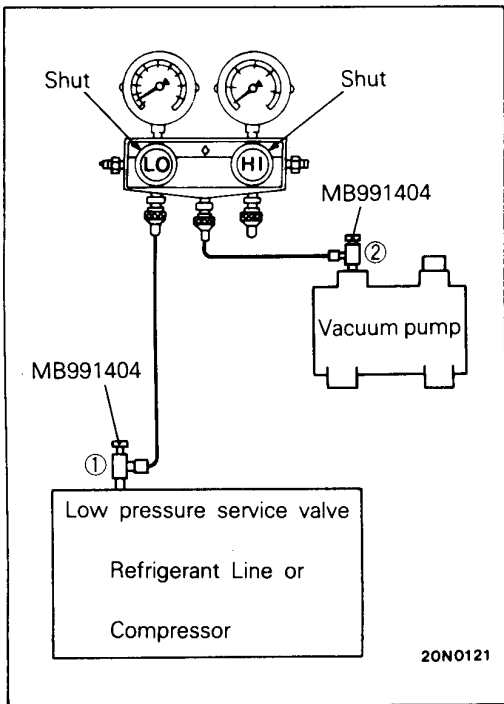 Shut
Shut
LO
HI
MB991404
②
Vacuum pump
MB991404
①
Low pressure service valve
Refrigerant Line or
Compressor
20N0121